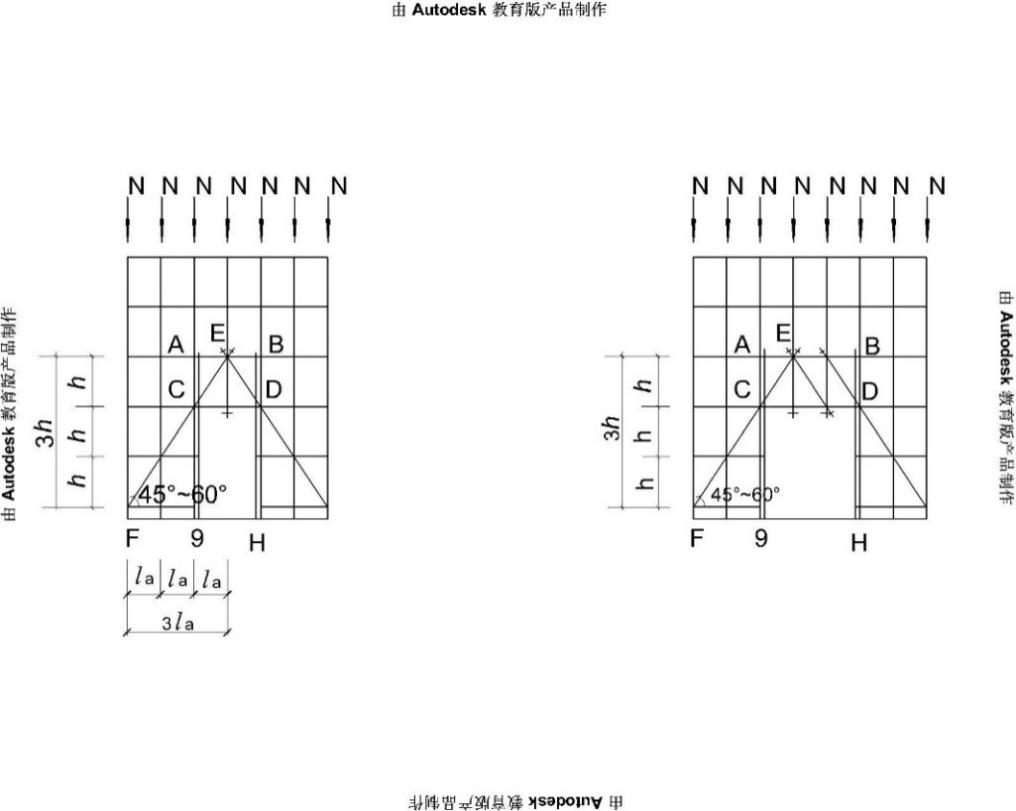 由 Autodesk 教育版产品制作
N N N N N N N
N N N N N N N N
A E B
C D
h
h
h
3h
45°~60°
F 9 H
la la la
3la
A E B
C D
h
h
h
3h
45°~60°
F 9 H
由 Autodesk 教育版产品制作
由 Autodesk 教育版产品制作
由 Autodesk 教育版产品制作